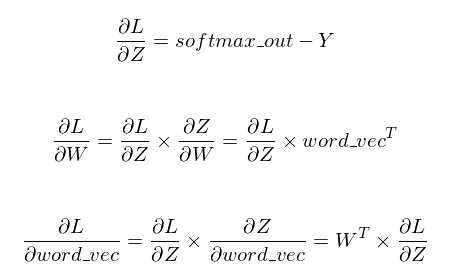 ∂L/∂Z = softmax_out − Y
∂L/∂W = ∂L/∂Z × ∂Z/∂W = ∂L/∂Z × word_vec^T
∂L/∂word_vec = ∂L/∂Z × ∂Z/∂word_vec = W^T × ∂L/∂Z